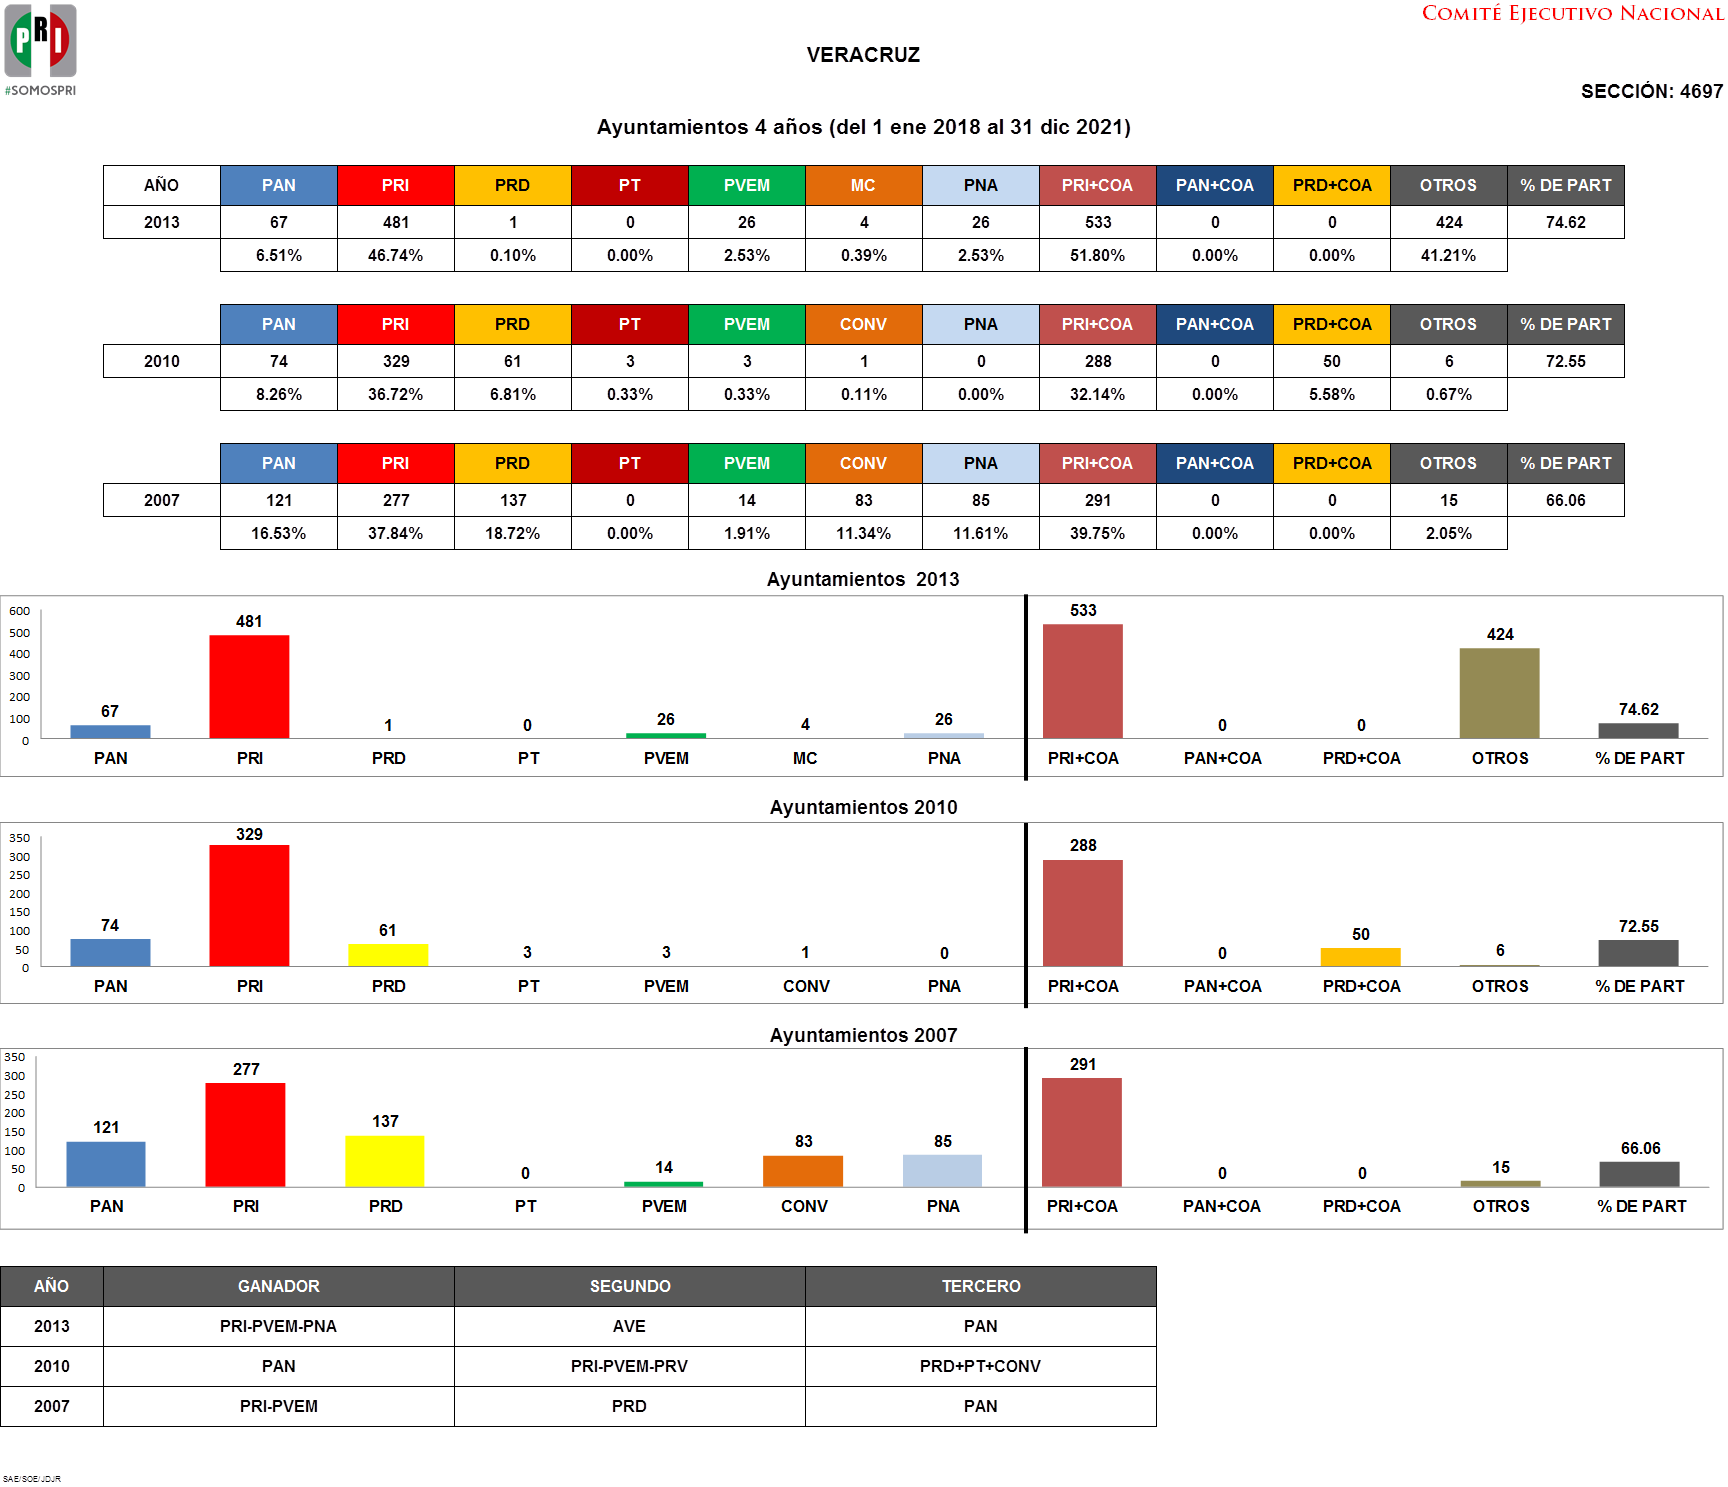 PRI
#SOMOSPRI
COMITÉ EJECUTIVO NACIONAL
VERACRUZ
SECCIÓN: 4697
Ayuntamientos 4 años (del 1 ene 2018 al 31 dic 2021)
AÑO PAN PRI PRD PT PVEM MC PNA PRI+COA PAN+COA PRD+COA OTROS % DE PART
2013 67 481 1 0 26 4 26 533 0 0 424 74.62
6.51% 46.74% 0.10% 0.00% 2.53% 0.39% 2.53% 51.80% 0.00% 0.00% 41.21%
PAN PRI PRD PT PVEM CONV PNA PRI+COA PAN+COA PRD+COA OTROS % DE PART
2010 74 329 61 3 3 1 0 288 0 50 6 72.55
8.26% 36.72% 6.81% 0.33% 0.33% 0.11% 0.00% 32.14% 0.00% 5.58% 0.67%
PAN PRI PRD PT PVEM CONV PNA PRI+COA PAN+COA PRD+COA OTROS % DE PART
2007 121 277 137 0 14 83 85 291 0 0 15 66.06
16.53% 37.84% 18.72% 0.00% 1.91% 11.34% 11.61% 39.75% 0.00% 0.00% 2.05%
Ayuntamientos 2013
600
500
400
300
200
100
0
67 481 1 0 26 4 26 533 0 0 424 74.62
PAN PRI PRD PT PVEM MC PNA PRI+COA PAN+COA PRD+COA OTROS % DE PART
Ayuntamientos 2010
350
300
250
200
150
100
50
0
74 329 61 3 3 1 0 288 0 50 6 72.55
PAN PRI PRD PT PVEM CONV PNA PRI+COA PAN+COA PRD+COA OTROS % DE PART
Ayuntamientos 2007
350
300
250
200
150
100
50
0
121 277 137 0 14 83 85 291 0 0 15 66.06
PAN PRI PRD PT PVEM CONV PNA PRI+COA PAN+COA PRD+COA OTROS % DE PART
AÑO GANADOR SEGUNDO TERCERO
2013 PRI-PVEM-PNA AVE PAN
2010 PAN PRI-PVEM-PRV PRD+PT+CONV
2007 PRI-PVEM PRD PAN
SAE/SOE/JDJR